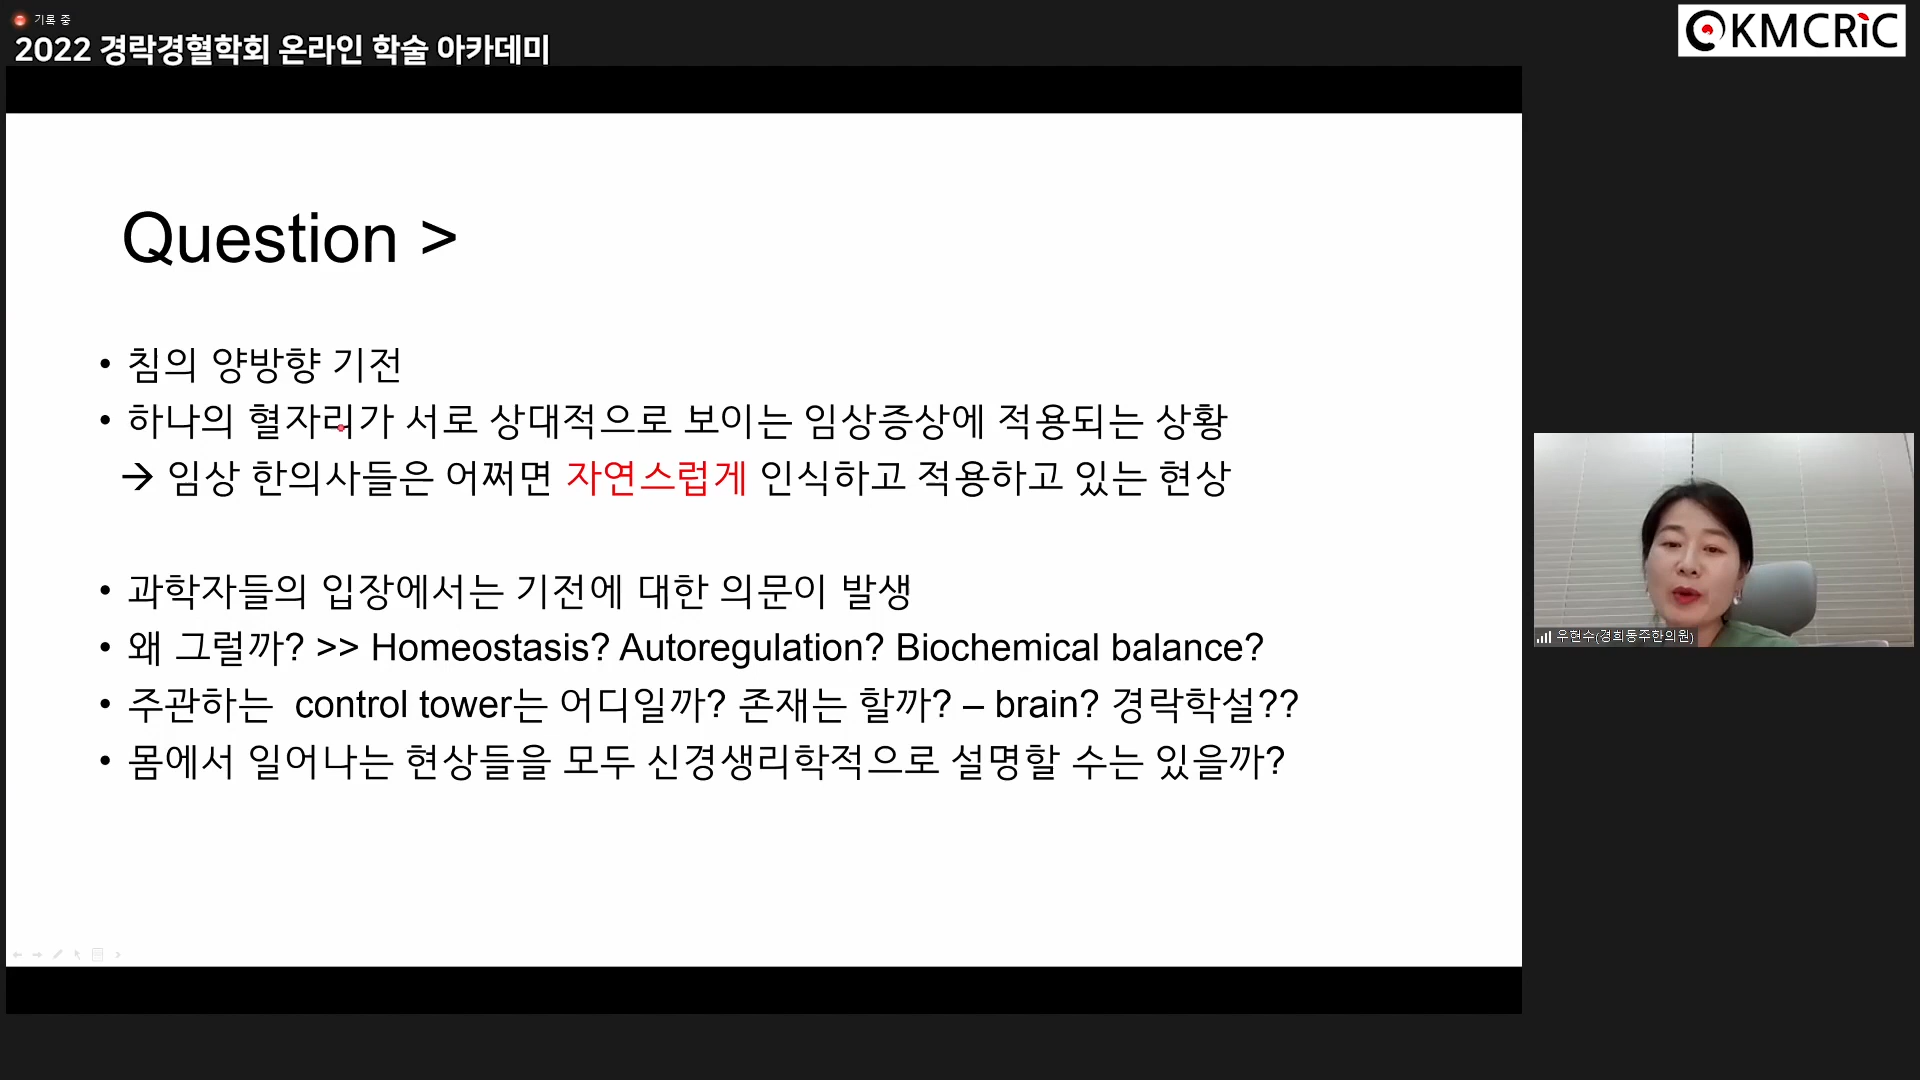 기록 중
2022 경락경혈학회 온라인 학술 아카데미
KMCRiC
Question >
• 침의 양방향 기전
• 하나의 혈자리가 서로 상대적으로 보이는 임상증상에 적용되는 상황
→ 임상 한의사들은 어쩌면 자연스럽게 인식하고 적용하고 있는 현상
• 과학자들의 입장에서는 기전에 대한 의문이 발생
• 왜 그럴까? >> Homeostasis? Autoregulation? Biochemical balance?
• 주관하는 control tower는 어디일까? 존재는 할까? – brain? 경락학설??
• 몸에서 일어나는 현상들을 모두 신경생리학적으로 설명할 수는 있을까?
우현수(경희동주한의원)